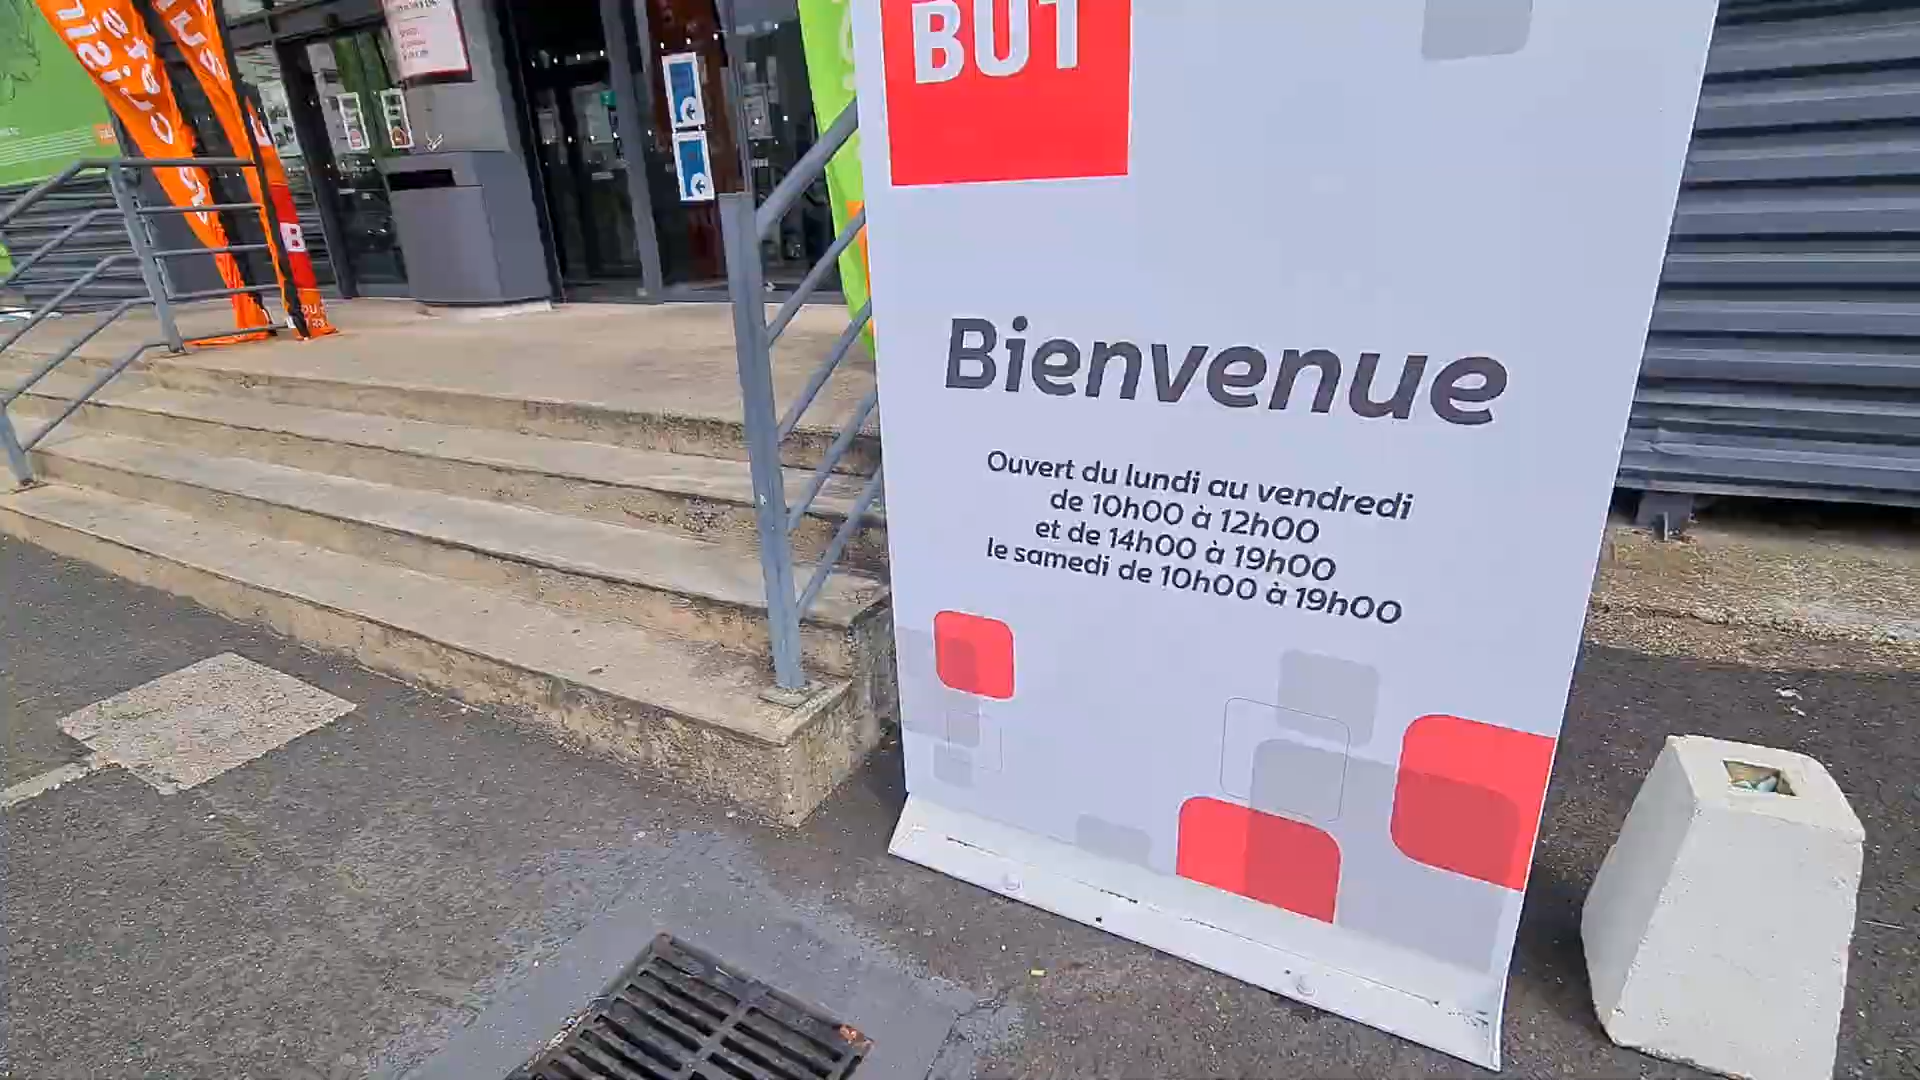 BUT
Bienvenue
Ouvert du lundi au vendredi
de 10h00 à 12h00
et de 14h00 à 19h00
le samedi de 10h00 à 19h00